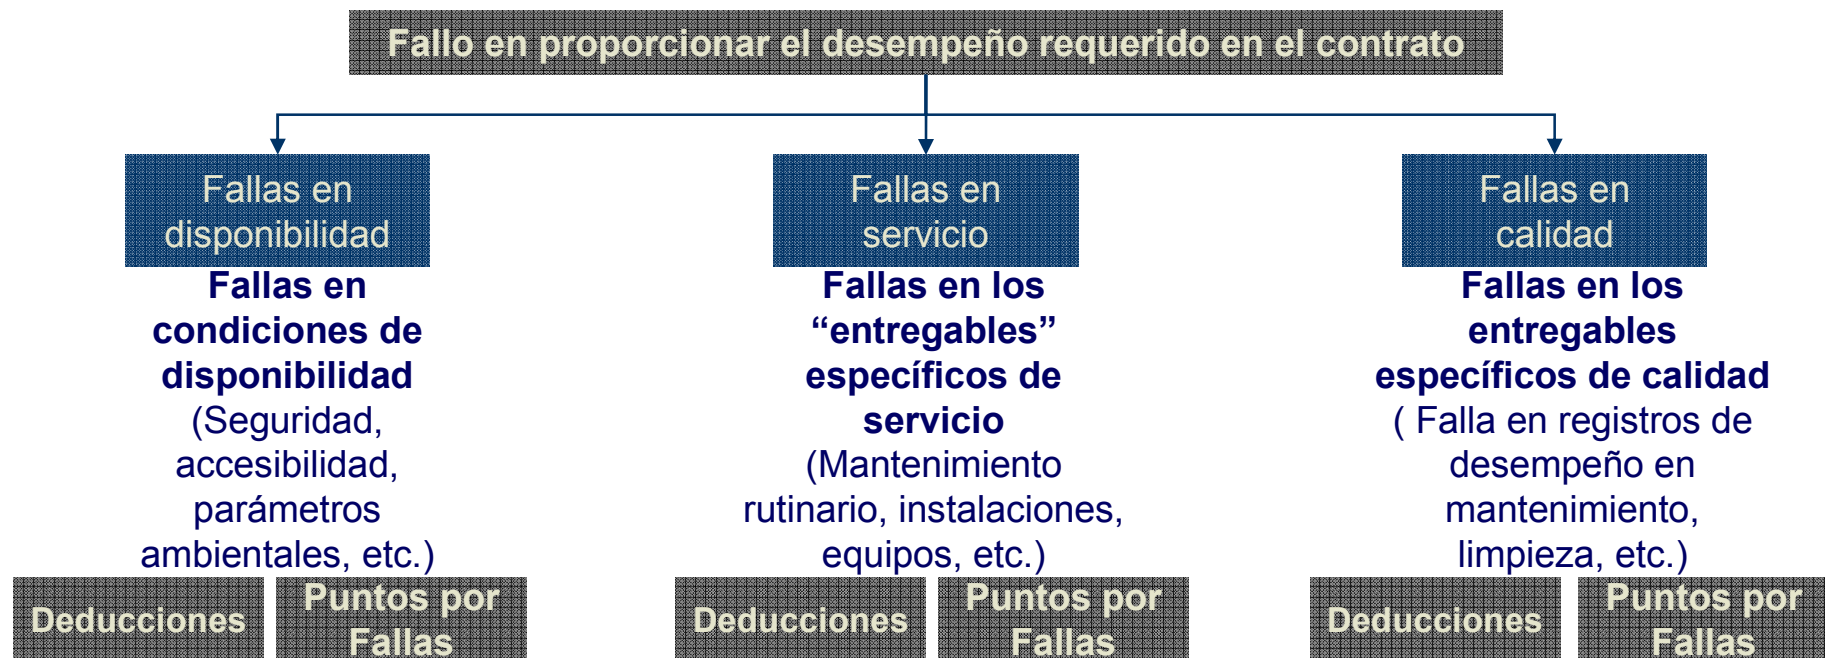 Fallo en proporcionar el desempeño requerido en el contrato
Fallas en
disponibilidad
Fallas en
condiciones de
disponibilidad
(Seguridad,
accesibilidad,
parámetros
ambientales, etc.)
Deducciones
Puntos por
Fallas
Fallas en
servicio
Fallas en los
“entregables”
específicos de
servicio
(Mantenimiento
rutinario, instalaciones,
equipos, etc.)
Deducciones
Puntos por
Fallas
Fallas en
calidad
Fallas en los
entregables
específicos de calidad
( Falla en registros de
desempeño en
mantenimiento,
limpieza, etc.)
Deducciones
Puntos por
Fallas